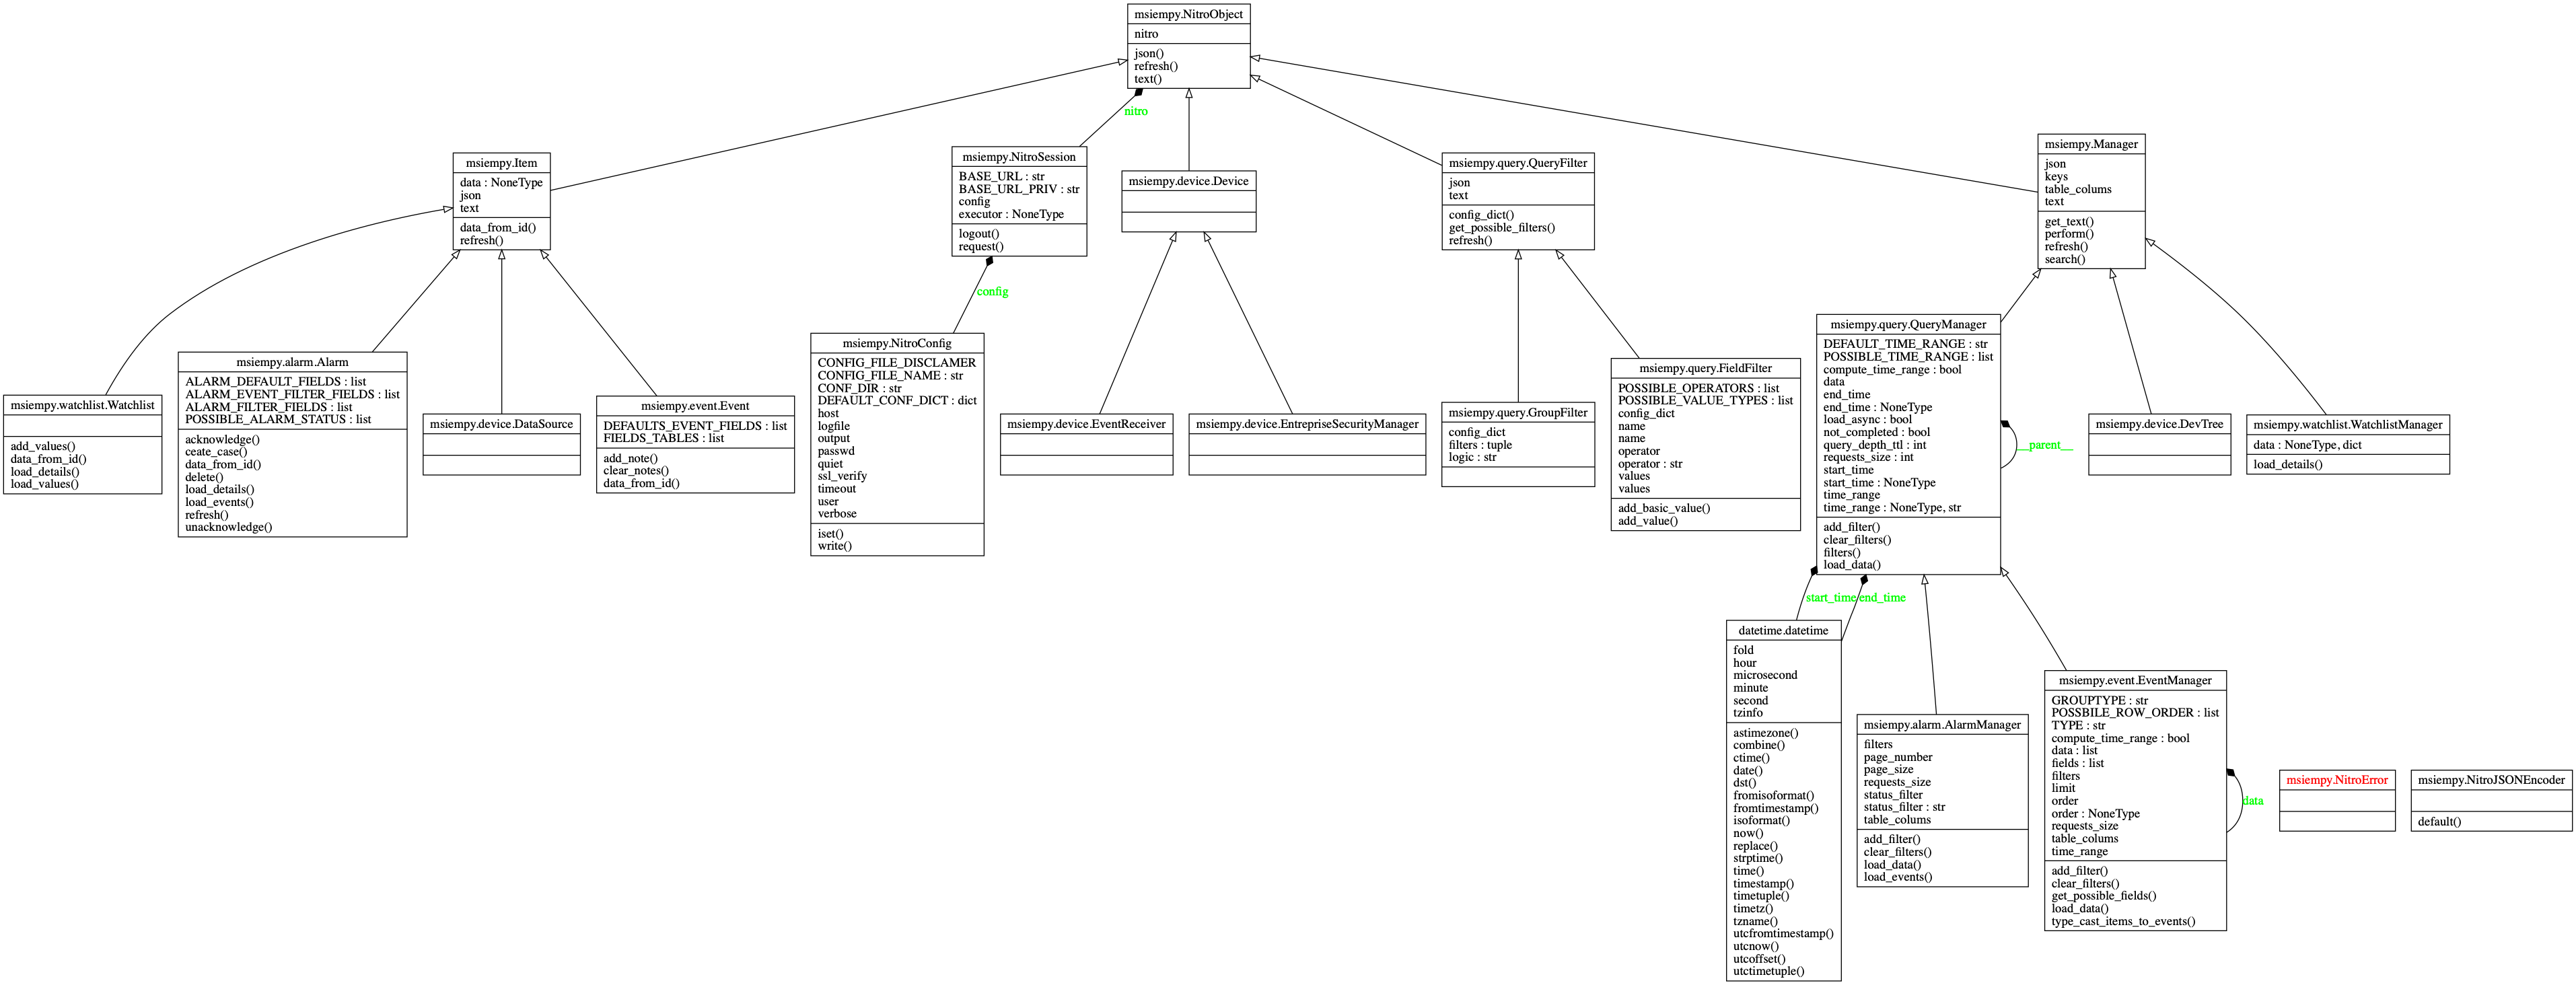 msiempy.NitroObject
nitro
json()
refresh()
text()
nitro
msiempy.Item
data : NoneType
json
text
data_from_id()
refresh()
msiempy.NitroSession
BASE_URL : str
BASE_URL_PRIV : str
config
executor : NoneType
logout()
request()
msiempy.device.Device
msiempy.query.QueryFilter
json
text
config_dict()
get_possible_filters()
refresh()
msiempy.Manager
json
keys
table_colums
text
get_text()
perform()
refresh()
search()
config
msiempy.watchlist.Watchlist
add_values()
data_from_id()
load_details()
load_values()
msiempy.alarm.Alarm
ALARM_DEFAULT_FIELDS : list
ALARM_EVENT_FILTER_FIELDS : list
ALARM_FILTER_FIELDS : list
POSSIBLE_ALARM_STATUS : list
acknowledge()
ceate_case()
data_from_id()
delete()
load_details()
load_events()
refresh()
unacknowledge()
msiempy.device.DataSource
msiempy.event.Event
DEFAULTS_EVENT_FIELDS : list
FIELDS_TABLES : list
add_note()
clear_notes()
data_from_id()
msiempy.NitroConfig
CONFIG_FILE_DISCLAMER
CONFIG_FILE_NAME : str
CONF_DIR : str
DEFAULT_CONF_DICT : dict
host
logfile
output
passwd
quiet
ssl_verify
timeout
user
verbose
iset()
write()
msiempy.device.EventReceiver
msiempy.device.EntrepriseSecurityManager
msiempy.query.GroupFilter
config_dict
filters : tuple
logic : str
msiempy.query.FieldFilter
POSSIBLE_OPERATORS : list
POSSIBLE_VALUE_TYPES : list
config_dict
name
name
operator
operator : str
values
values
add_basic_value()
add_value()
msiempy.query.QueryManager
DEFAULT_TIME_RANGE : str
POSSIBLE_TIME_RANGE : list
compute_time_range : bool
data
end_time
end_time : NoneType
load_async : bool
not_completed : bool
query_depth_ttl : int
requests_size : int
start_time
start_time : NoneType
time_range
time_range : NoneType, str
add_filter()
clear_filters()
filters()
load_data()
__parent__
msiempy.device.DevTree
msiempy.watchlist.WatchlistManager
data : NoneType, dict
load_details()
start_time
end_time
datetime.datetime
fold
hour
microsecond
minute
second
tzinfo
astimezone()
combine()
ctime()
date()
dst()
fromisoformat()
fromtimestamp()
isoformat()
now()
replace()
strptime()
time()
timestamp()
timetuple()
timetz()
tzname()
utcfromtimestamp()
utcnow()
utcoffset()
utctimetuple()
msiempy.alarm.AlarmManager
filters
page_number
page_size
requests_size
status_filter
status_filter : str
table_colums
add_filter()
clear_filters()
load_data()
load_events()
msiempy.event.EventManager
GROUPTYPE : str
POSSBILE_ROW_ORDER : list
TYPE : str
compute_time_range : bool
data : list
fields : list
filters
limit
order
order : NoneType
requests_size
table_colums
time_range
add_filter()
clear_filters()
get_possible_fields()
load_data()
type_cast_items_to_events()
data
msiempy.NitroError
msiempy.NitroJSONEncoder
default()